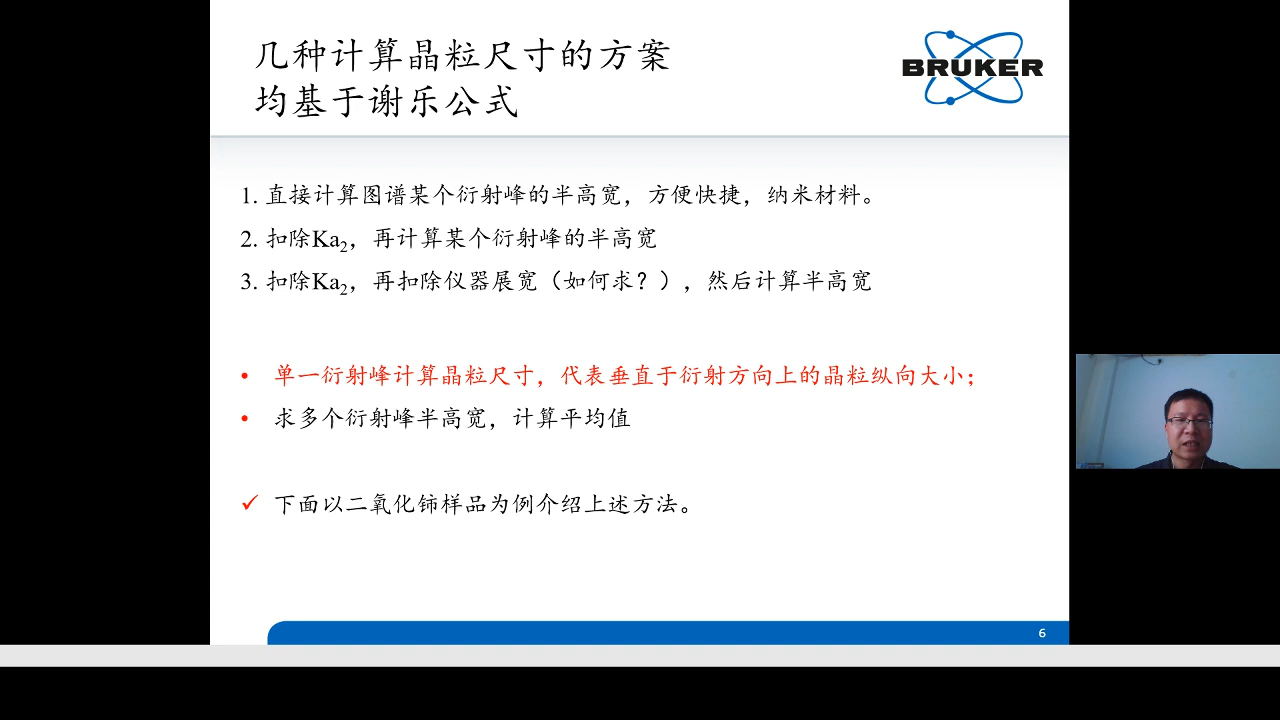 几种计算晶粒尺寸的方案
均基于谢乐公式
BRUKER
1. 直接计算图谱某个衍射峰的半高宽，方便快捷，纳米材料。
2. 扣除Ka2，再计算某个衍射峰的半高宽
3. 扣除Ka2，再扣除仪器展宽（如何求？），然后计算半高宽
• 单一衍射峰计算晶粒尺寸，代表垂直于衍射方向上的晶粒纵向大小；
• 求多个衍射峰半高宽，计算平均值
✓ 下面以二氧化铈样品为例介绍上述方法。
6